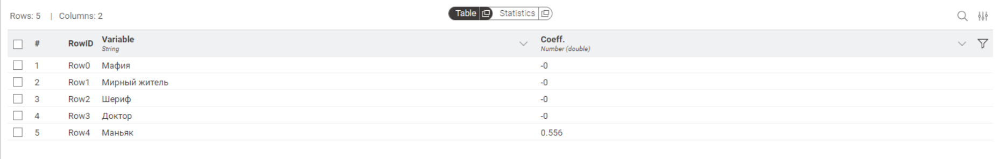 Rows: 5 | Columns: 2 Table Statistics
# RowID Variable Coeff.
String Number (double)
1 Row0 Мафия -0
2 Row1 Мирный житель -0
3 Row2 Шериф -0
4 Row3 Доктор -0
5 Row4 Маньяк 0.556